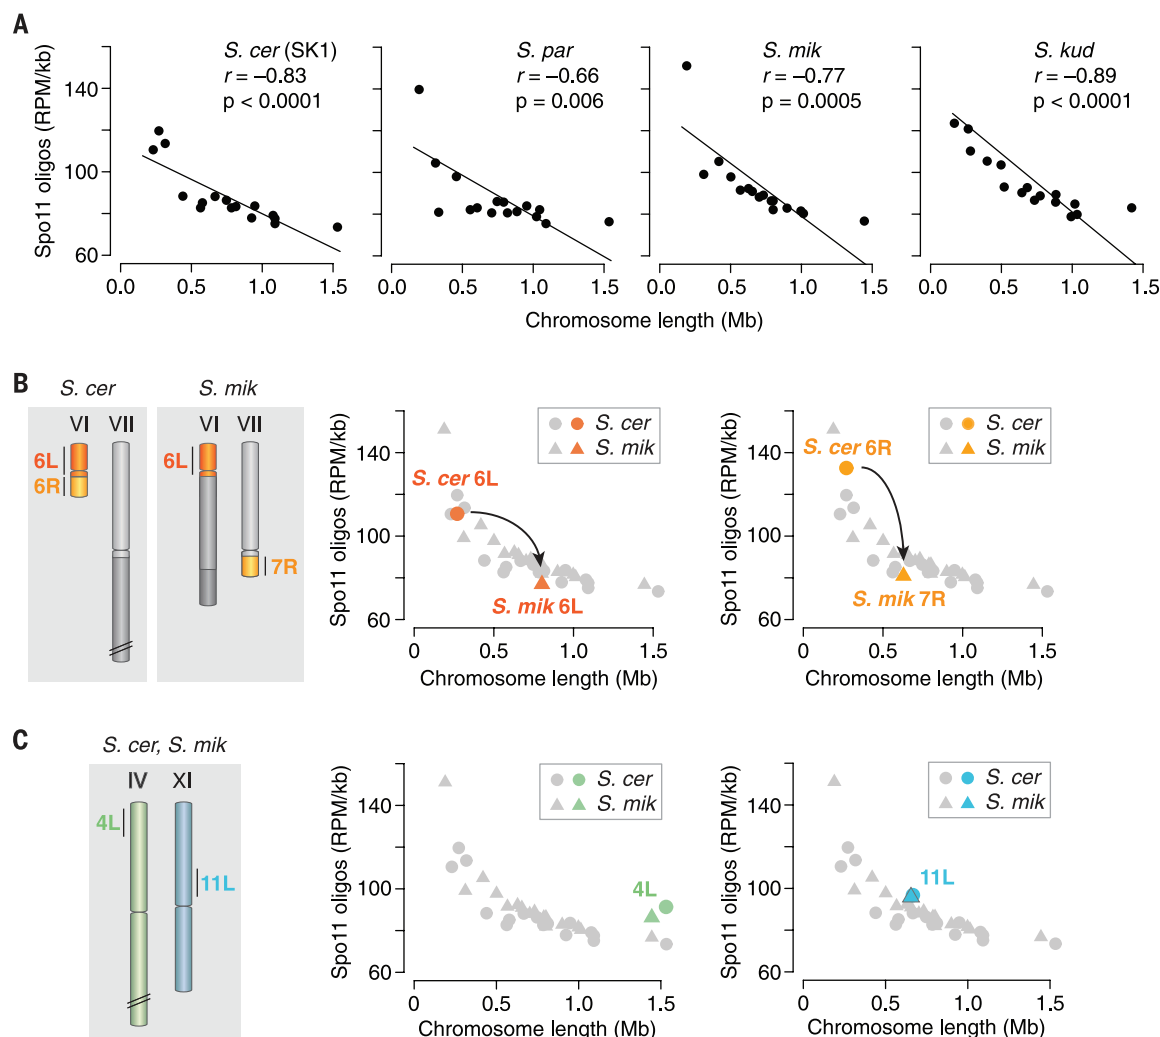 A
S. cer (SK1)
r = –0.83
p < 0.0001
S. par
r = –0.66
p = 0.006
S. mik
r = –0.77
p = 0.0005
S. kud
r = –0.89
p < 0.0001
Spo11 oligos (RPM/kb)
140
100
60
0.0 0.5 1.0 1.5
0.0 0.5 1.0 1.5
0.0 0.5 1.0 1.5
0.0 0.5 1.0 1.5
Chromosome length (Mb)
B
S. cer
VI VII
6L
6R
S. mik
VI VII
6L
7R
Spo11 oligos (RPM/kb)
140
100
60
S. cer
S. mik
S. cer 6L
S. mik 6L
0 0.5 1.0 1.5
Chromosome length (Mb)
Spo11 oligos (RPM/kb)
140
100
60
S. cer
S. mik
S. cer 6R
S. mik 7R
0 0.5 1.0 1.5
Chromosome length (Mb)
C
S. cer, S. mik
IV XI
4L
11L
Spo11 oligos (RPM/kb)
140
100
60
S. cer
S. mik
4L
0 0.5 1.0 1.5
Chromosome length (Mb)
Spo11 oligos (RPM/kb)
140
100
60
S. cer
S. mik
11L
0 0.5 1.0 1.5
Chromosome length (Mb)